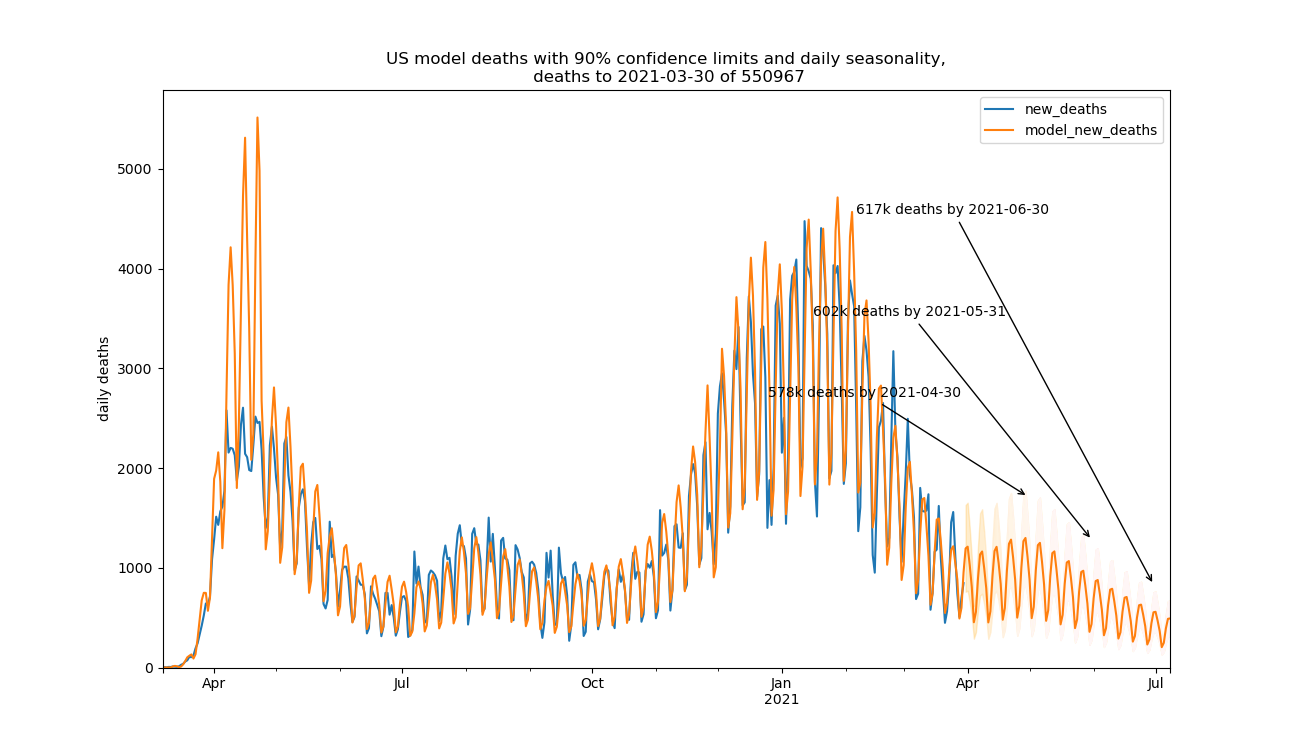 US model deaths with 90% confidence limits and daily seasonality,
deaths to 2021-03-30 of 550967
new_deaths
model_new_deaths
617k deaths by 2021-06-30
602k deaths by 2021-05-31
578k deaths by 2021-04-30
daily deaths
5000
4000
3000
2000
1000
0
Apr
Jul
Oct
Jan
2021
Apr
Jul